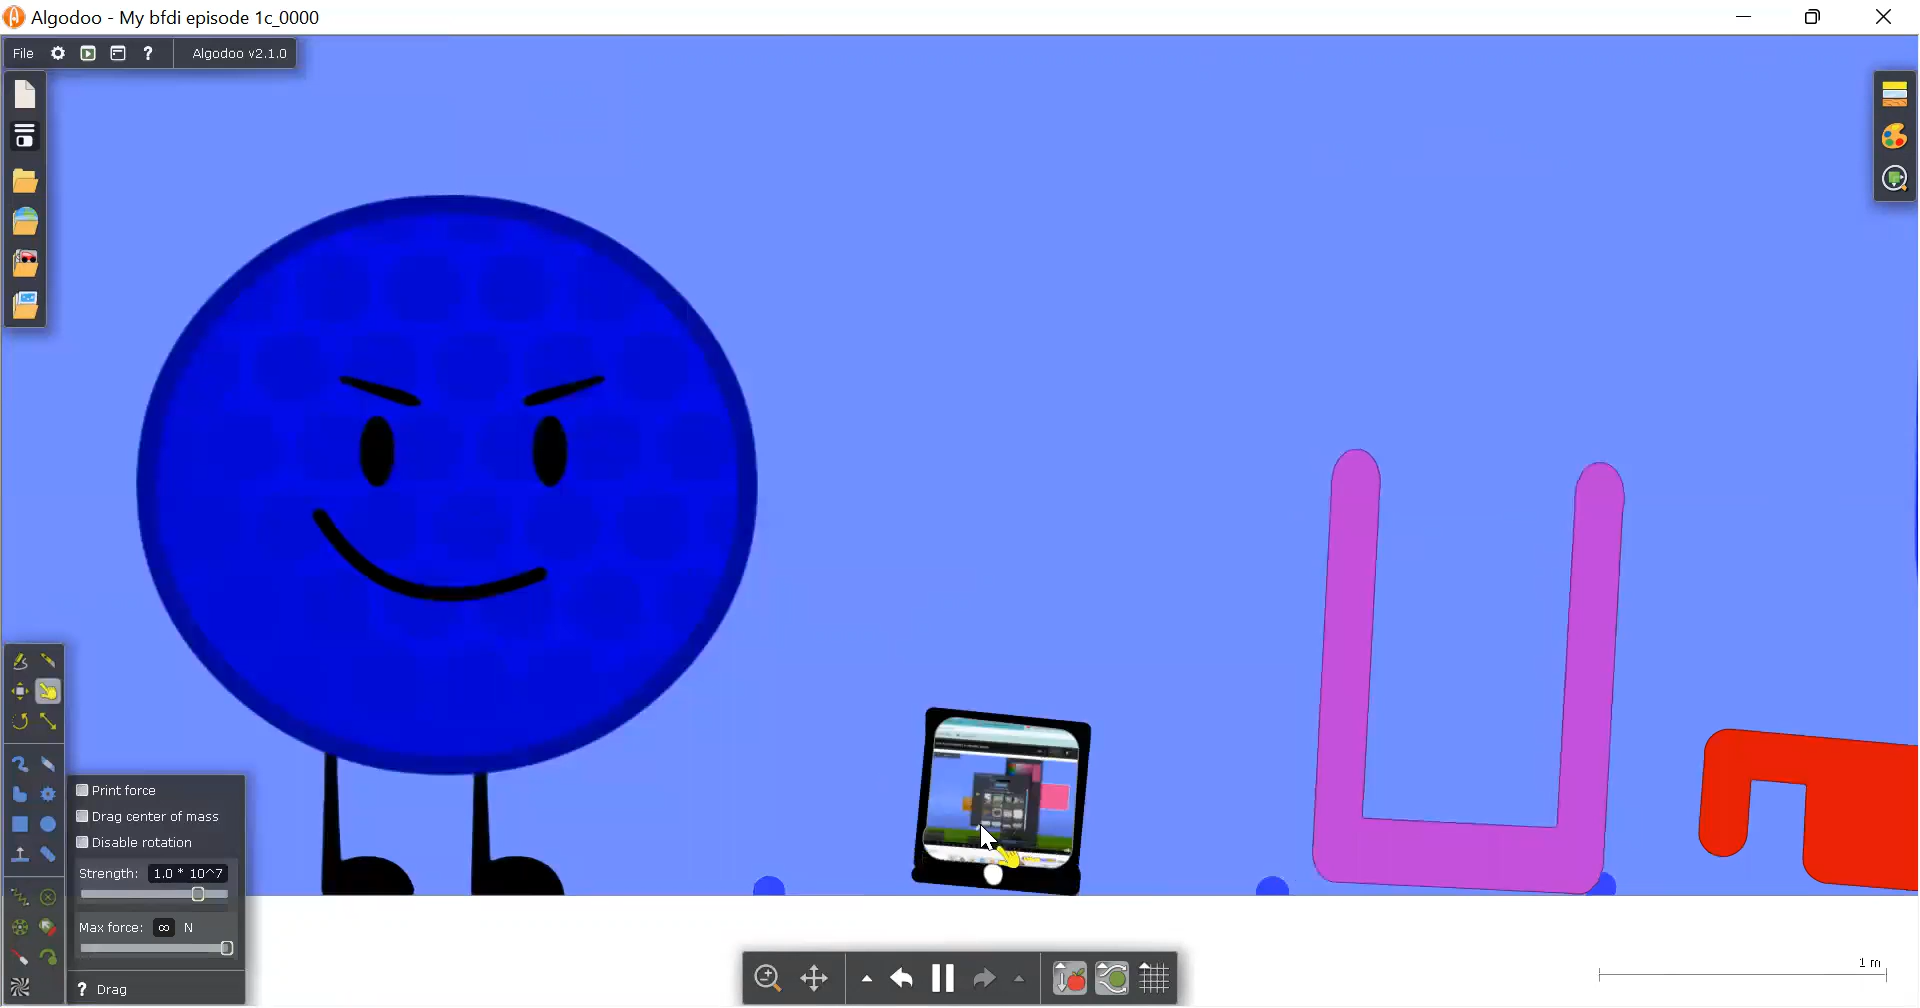 Algodoo - My bfdi episode 1c_0000
File
?
Algodoo v2.1.0
Print force
Drag center of mass
Disable rotation
Strength: 1.0 * 10^7
Max force: ∞ N
? Drag
1 m